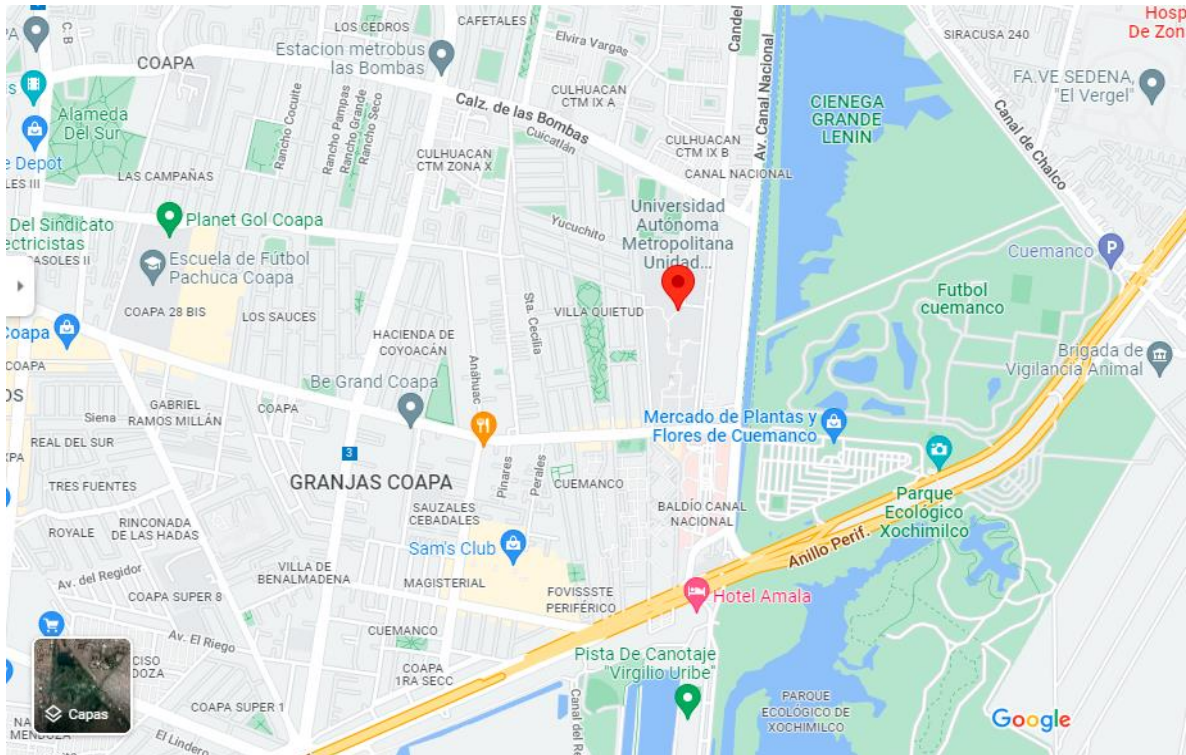 LOS CEDROS
CAFETALES I
Elvira Vargas
Candel
SIRACUSA 240
Hosp
De Zon
C. B
COAPA
Estacion metrobus
las Bombas
Calz. de las Bombas
Cuicatlán
CULHUACAN
CTM IX A
Av. Canal Nacional
CIENEGA
GRANDE
LENIN
FA.VE SEDENA,
"El Vergel"
Canal de Chalco
Alameda
Del Sur
e Depot
LES III
Rancho Cocuite
Rancho Pampas
Rancho Grande
Rancho Seco
CULHUACAN
CTM ZONA X
CULHUACAN
CTM IX B
CANAL NACIONAL
LAS CAMPAÑAS
Planet Gol Coapa
Del Sindicato
ectricistas
ASOLES II
Escuela de Fútbol
Pachuca Coapa
Yucuchito
Universidad
Autónoma
Metropolitana
Unidad...
Cuemanco
P
Futbol
cuemanco
COAPA 28 BIS
LOS SAUCES
HACIENDA DE
COYOACÁN
Sta. Cecilia
VILLA QUIETUD
Brigada de
Vigilancia Animal
Coapa
COAPA
OS
Anáhuac
Be Grand Coapa
Siena
GABRIEL
RAMOS MILLÁN
COAPA
REAL DEL SUR
XPA
3
Mercado de Plantas y
Flores de Cuemanco
TRES FUENTES
GRANJAS COAPA
Pinares
Perales
CUEMANCO
BALDÍO CANAL
NACIONAL
Parque
Ecológico
Xochimilco
ROYALE
RINCONADA
DE LAS HADAS
SAUZALES
CEBADALES
Sam's Club
Anillo Perif.
Av. del Regidor
VILLA DE
BENALMADENA
MAGISTERIAL
FOVISSSTE
PERIFÉRICO
Hotel Amala
COAPA SUPER 8
CUEMANCO
Av. El Riego
COAPA
1RA SECC
Pista De Canotaje
"Virgilio Uribe"
CISO
DOZA
Capas
COAPA SUPER 1
PARQUE
ECOLÓGICO DE
XOCHIMILCO
Google
NA
MENDOZA
El Lindero
Canal del Re